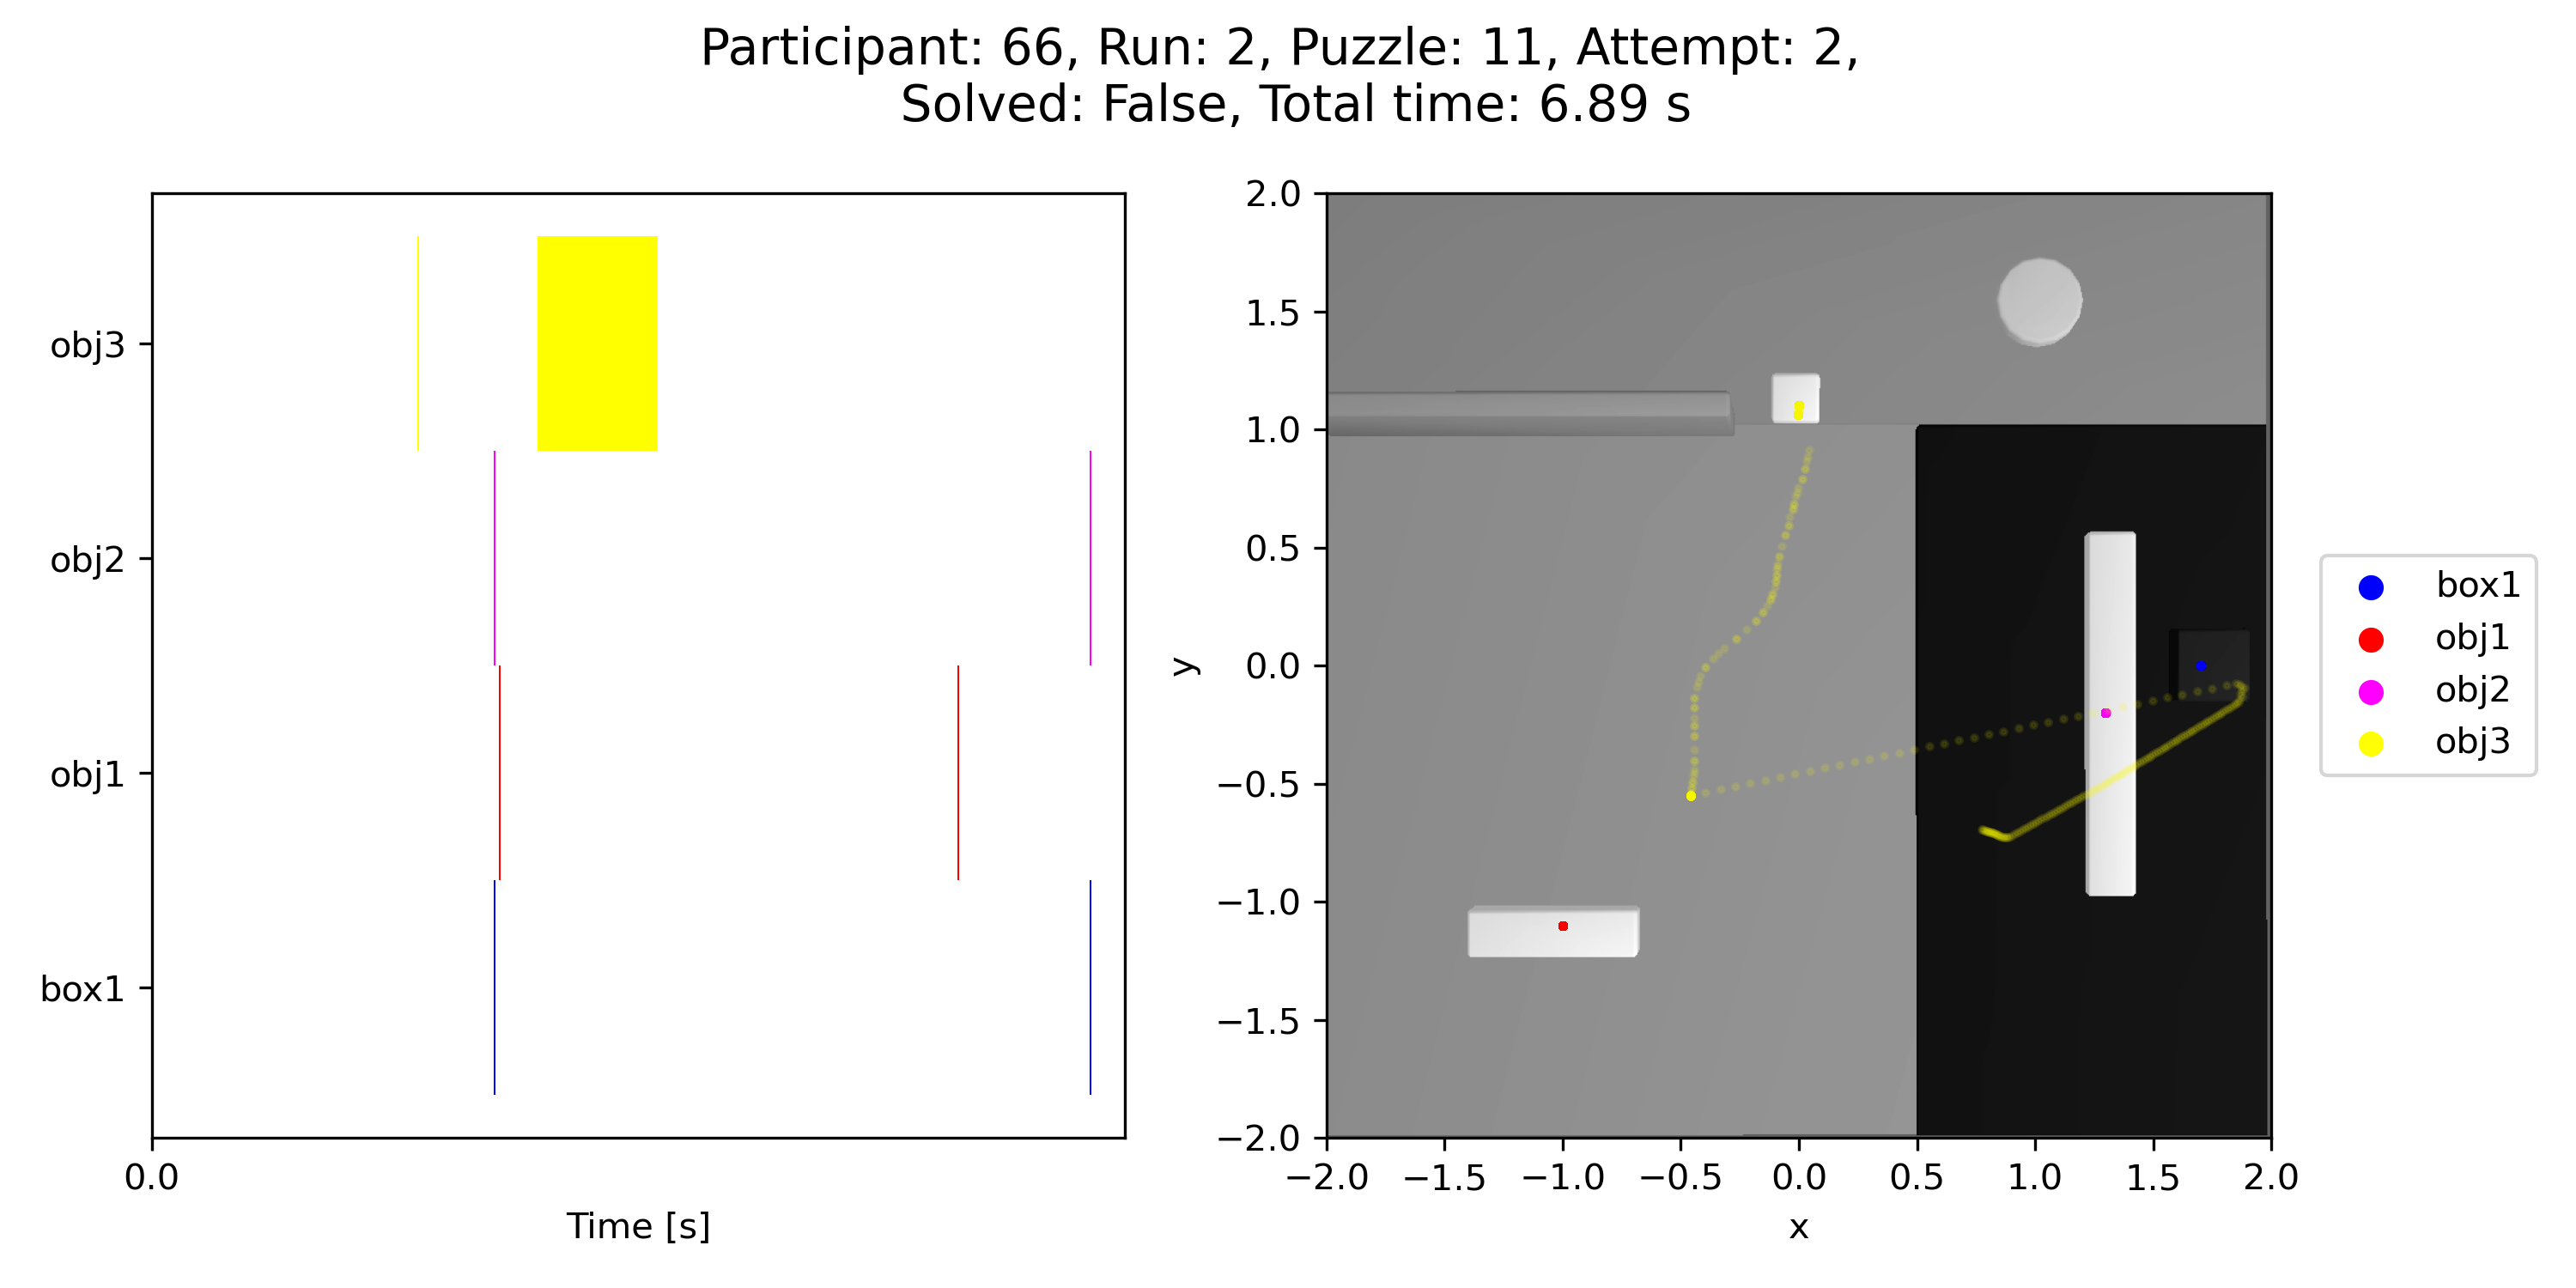 Participant: 66, Run: 2, Puzzle: 11, Attempt: 2,
Solved: False, Total time: 6.89 s
obj3
obj2
obj1
box1
0.0
Time [s]
2.0
1.5
1.0
0.5
0.0
−0.5
−1.0
−1.5
−2.0
y
−2.0 −1.5 −1.0 −0.5 0.0 0.5 1.0 1.5 2.0
x
box1
obj1
obj2
obj3